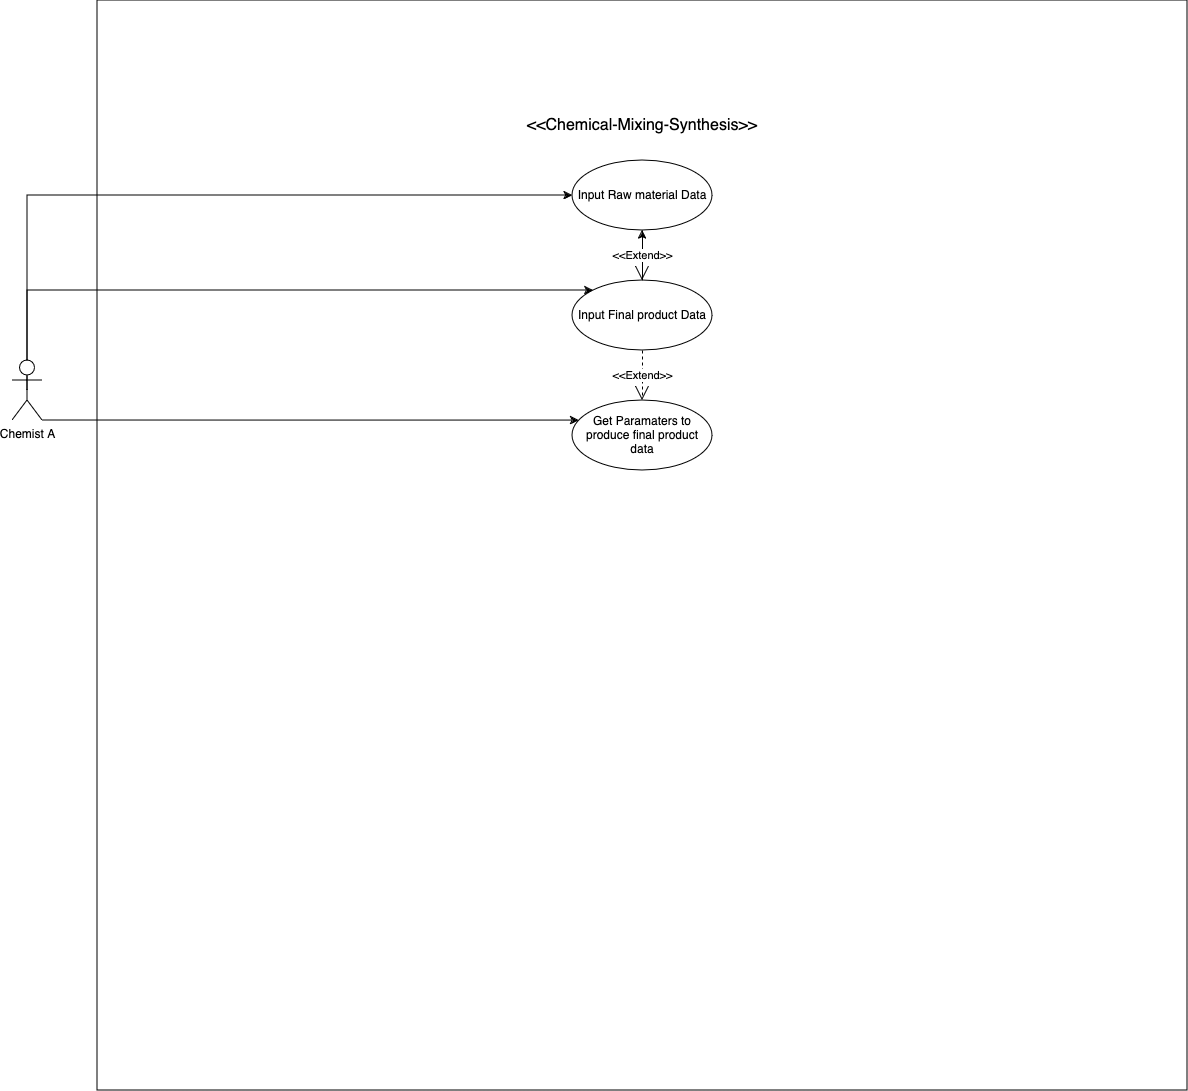 <<Chemical-Mixing-Synthesis>>
Input Raw material Data
<<Extend>>
Input Final product Data
<<Extend>>
Get Paramaters to
produce final product
data
Chemist A